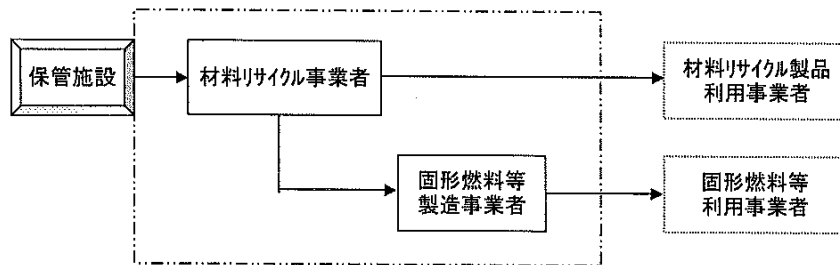 保管施設
材料リサイクル事業者
材料リサイクル製品
利用事業者
固形燃料等
製造事業者
固形燃料等
利用事業者